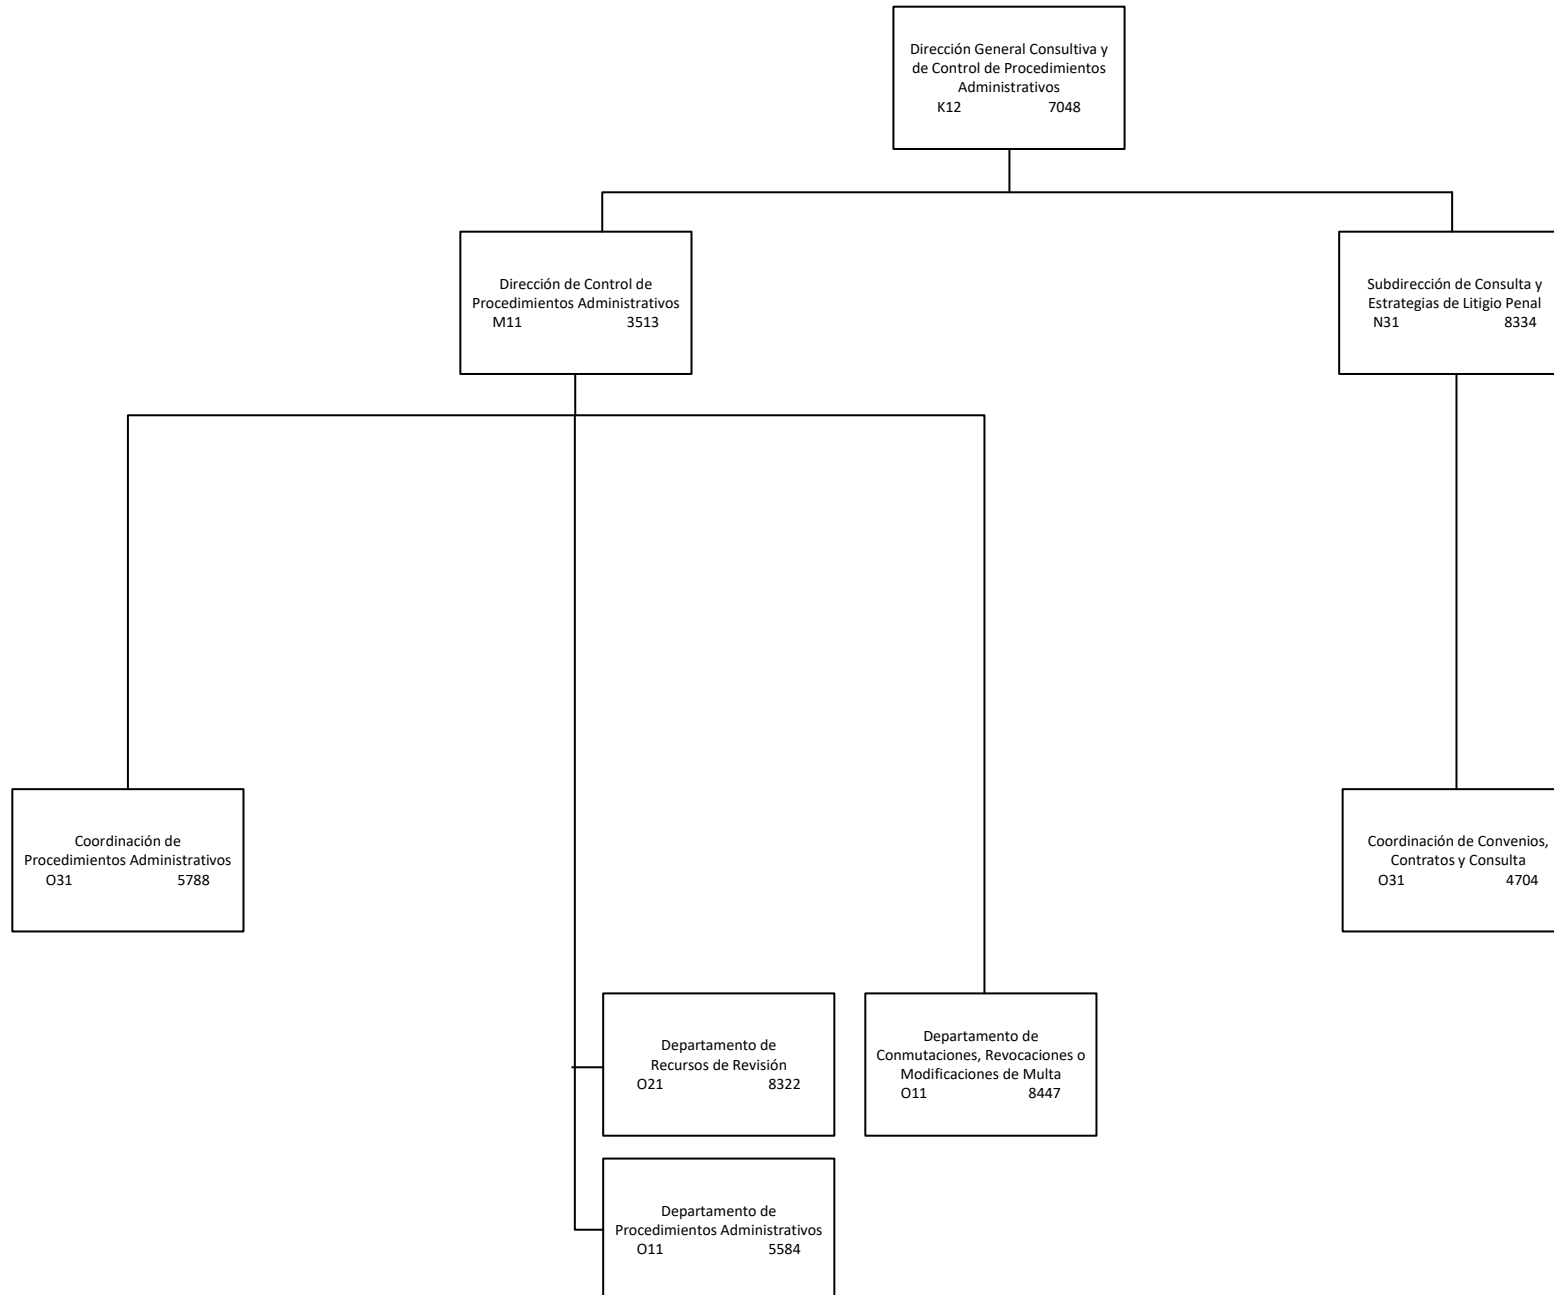 Dirección General Consultiva y
de Control de Procedimientos
Administrativos
K12 7048
Dirección de Control de
Procedimientos Administrativos
M11 3513
Subdirección de Consulta y
Estrategias de Litigio Penal
N31 8334
Coordinación de
Procedimientos Administrativos
O31 5788
Coordinación de Convenios,
Contratos y Consulta
O31 4704
Departamento de
Recursos de Revisión
O21 8322
Departamento de
Conmutaciones, Revocaciones o
Modificaciones de Multa
O11 8447
Departamento de
Procedimientos Administrativos
O11 5584